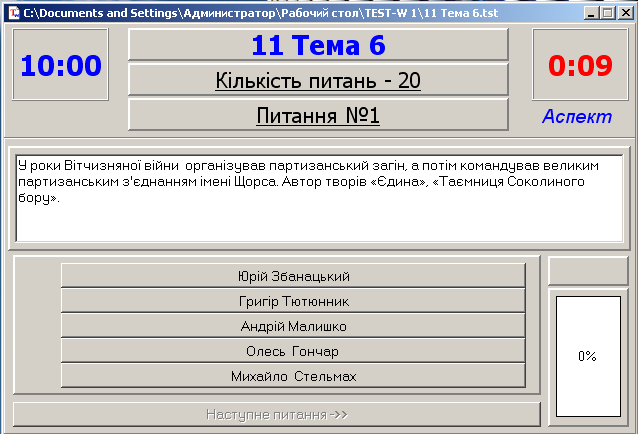 C:\Documents and Settings\Администратор\Рабочий стол\TEST-W 1\11 Тема 6.tst
10:00
11 Тема 6
0:09
Кількість питань - 20
Питання №1
Аспект
У роки Вітчизняної війни організував партизанський загін, а потім командував великим
партизанським з'єднанням імені Щорса. Автор творів «Єдина», «Таємниця Соколиного
бору».
Юрій Збанацький
Григір Тютюнник
Андрій Малишко
Олесь Гончар
Михайло Стельмах
0%
Наступне питання ->>